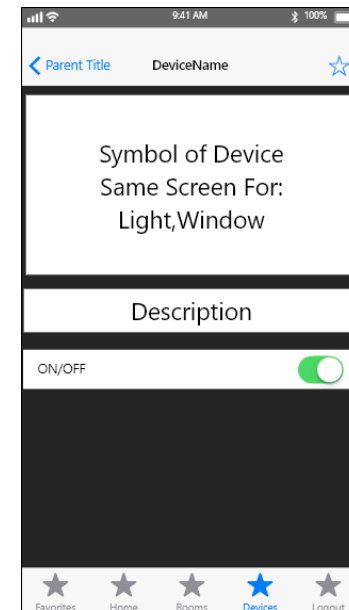 9:41 AM
100%
Parent Title
DeviceName
Symbol of Device
Same Screen For:
Light,Window
Description
ON/OFF
Favorites Home Rooms Devices Logout